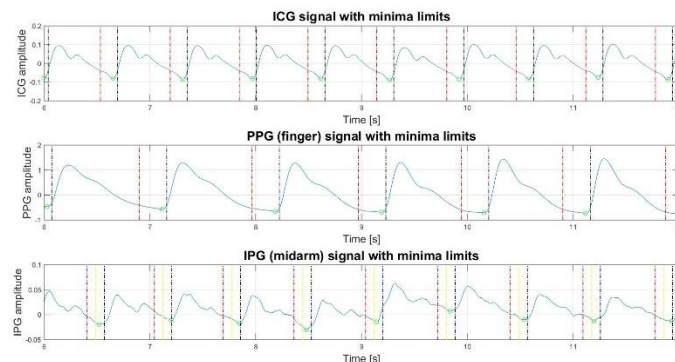 ICG signal with minima limits
ICG amplitude
0.2
0.1
0
-0.1
-0.2
6 7 8 9 10 11
Time [s]
PPG (finger) signal with minima limits
PPG amplitude
2
1
0
-1
6 7 8 9 10 11
Time [s]
IPG (midarm) signal with minima limits
IPG amplitude
0.1
0.05
0
-0.05
6 7 8 9 10 11
Time [s]